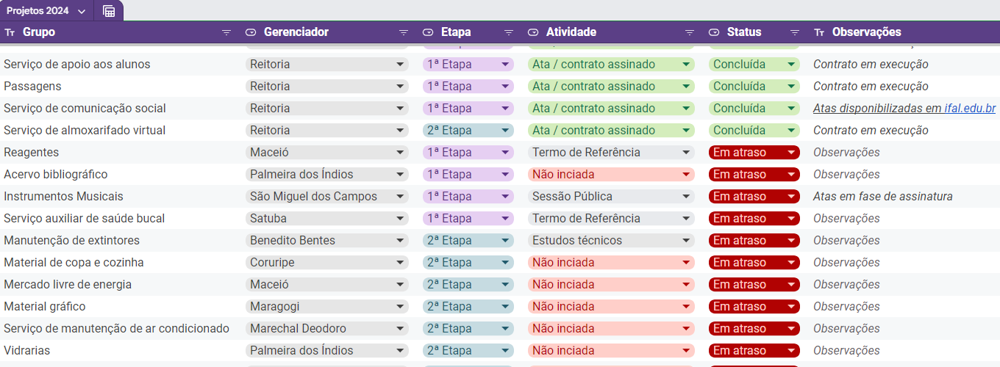 Projetos 2024
Grupo Gerenciador Etapa Atividade Status Observações
Serviço de apoio aos alunos Reitoria 1ª Etapa Ata / contrato assinado Concluída Contrato em execução
Passagens Reitoria 1ª Etapa Ata / contrato assinado Concluída Contrato em execução
Serviço de comunicação social Reitoria 1ª Etapa Ata / contrato assinado Concluída Atas disponibilizadas em ifal.edu.br
Serviço de almoxarifado virtual Reitoria 2ª Etapa Ata / contrato assinado Concluída Contrato em execução
Reagentes Maceió 1ª Etapa Termo de Referência Em atraso Observações
Acervo bibliográfico Palmeira dos Índios 1ª Etapa Não inciada Em atraso Observações
Instrumentos Musicais São Miguel dos Campos 1ª Etapa Sessão Pública Em atraso Atas em fase de assinatura
Serviço auxiliar de saúde bucal Satuba 1ª Etapa Termo de Referência Em atraso Observações
Manutenção de extintores Benedito Bentes 2ª Etapa Estudos técnicos Em atraso Observações
Material de copa e cozinha Coruripe 2ª Etapa Não inciada Em atraso Observações
Mercado livre de energia Maceió 2ª Etapa Não inciada Em atraso Observações
Material gráfico Maragogi 2ª Etapa Não inciada Em atraso Observações
Serviço de manutenção de ar condicionado Marechal Deodoro 2ª Etapa Não inciada Em atraso Observações
Vidrarias Palmeira dos Índios 2ª Etapa Não inciada Em atraso Observações